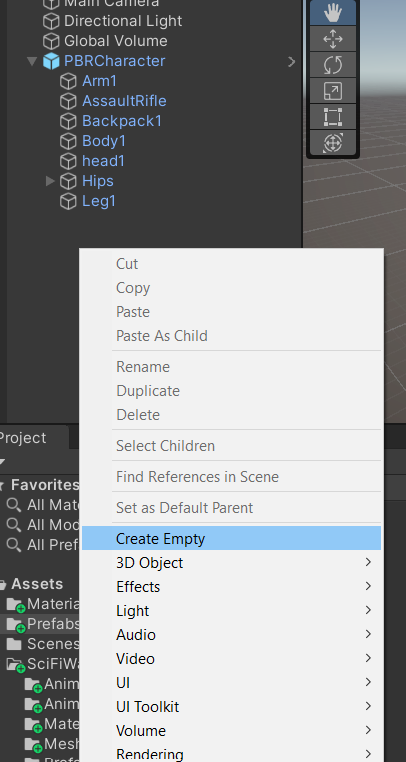 Main Camera
Directional Light
Global Volume
PBRCharacter
Arm1
AssaultRifle
Backpack1
Body1
head1
Hips
Leg1
Cut
Copy
Paste
Paste As Child
Rename
Duplicate
Delete
Select Children
Find References in Scene
Set as Default Parent
Create Empty
3D Object
Effects
Light
Audio
Video
UI
UI Toolkit
Volume
Rendering
Project
Favorites
All Mat
All Mod
All Pref
Assets
Materia
Prefabs
Scenes
SciFiWa
Anim
Anim
Mate
Mesh
Prefa